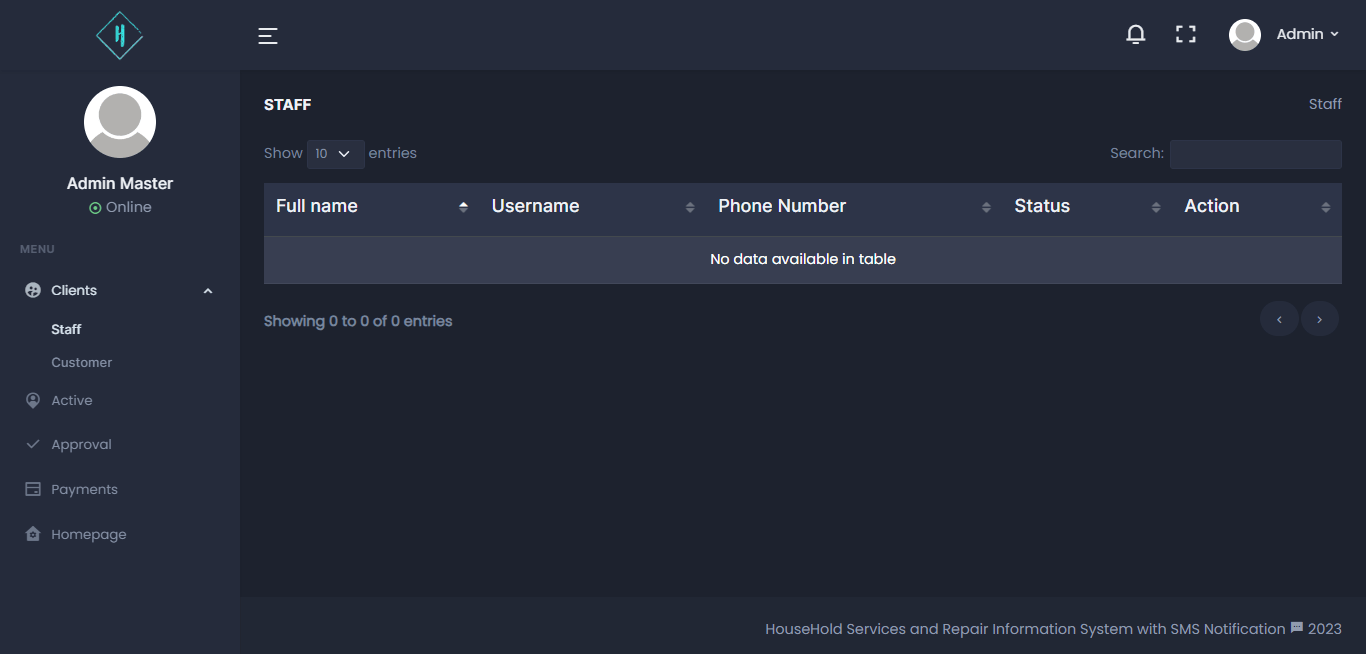 Admin
Admin Master
Online
MENU
Clients
Staff
Customer
Active
Approval
Payments
Homepage
STAFF
Staff
Show 10 entries
Search:
Full name Username Phone Number Status Action
No data available in table
Showing 0 to 0 of 0 entries
HouseHold Services and Repair Information System with SMS Notification 2023